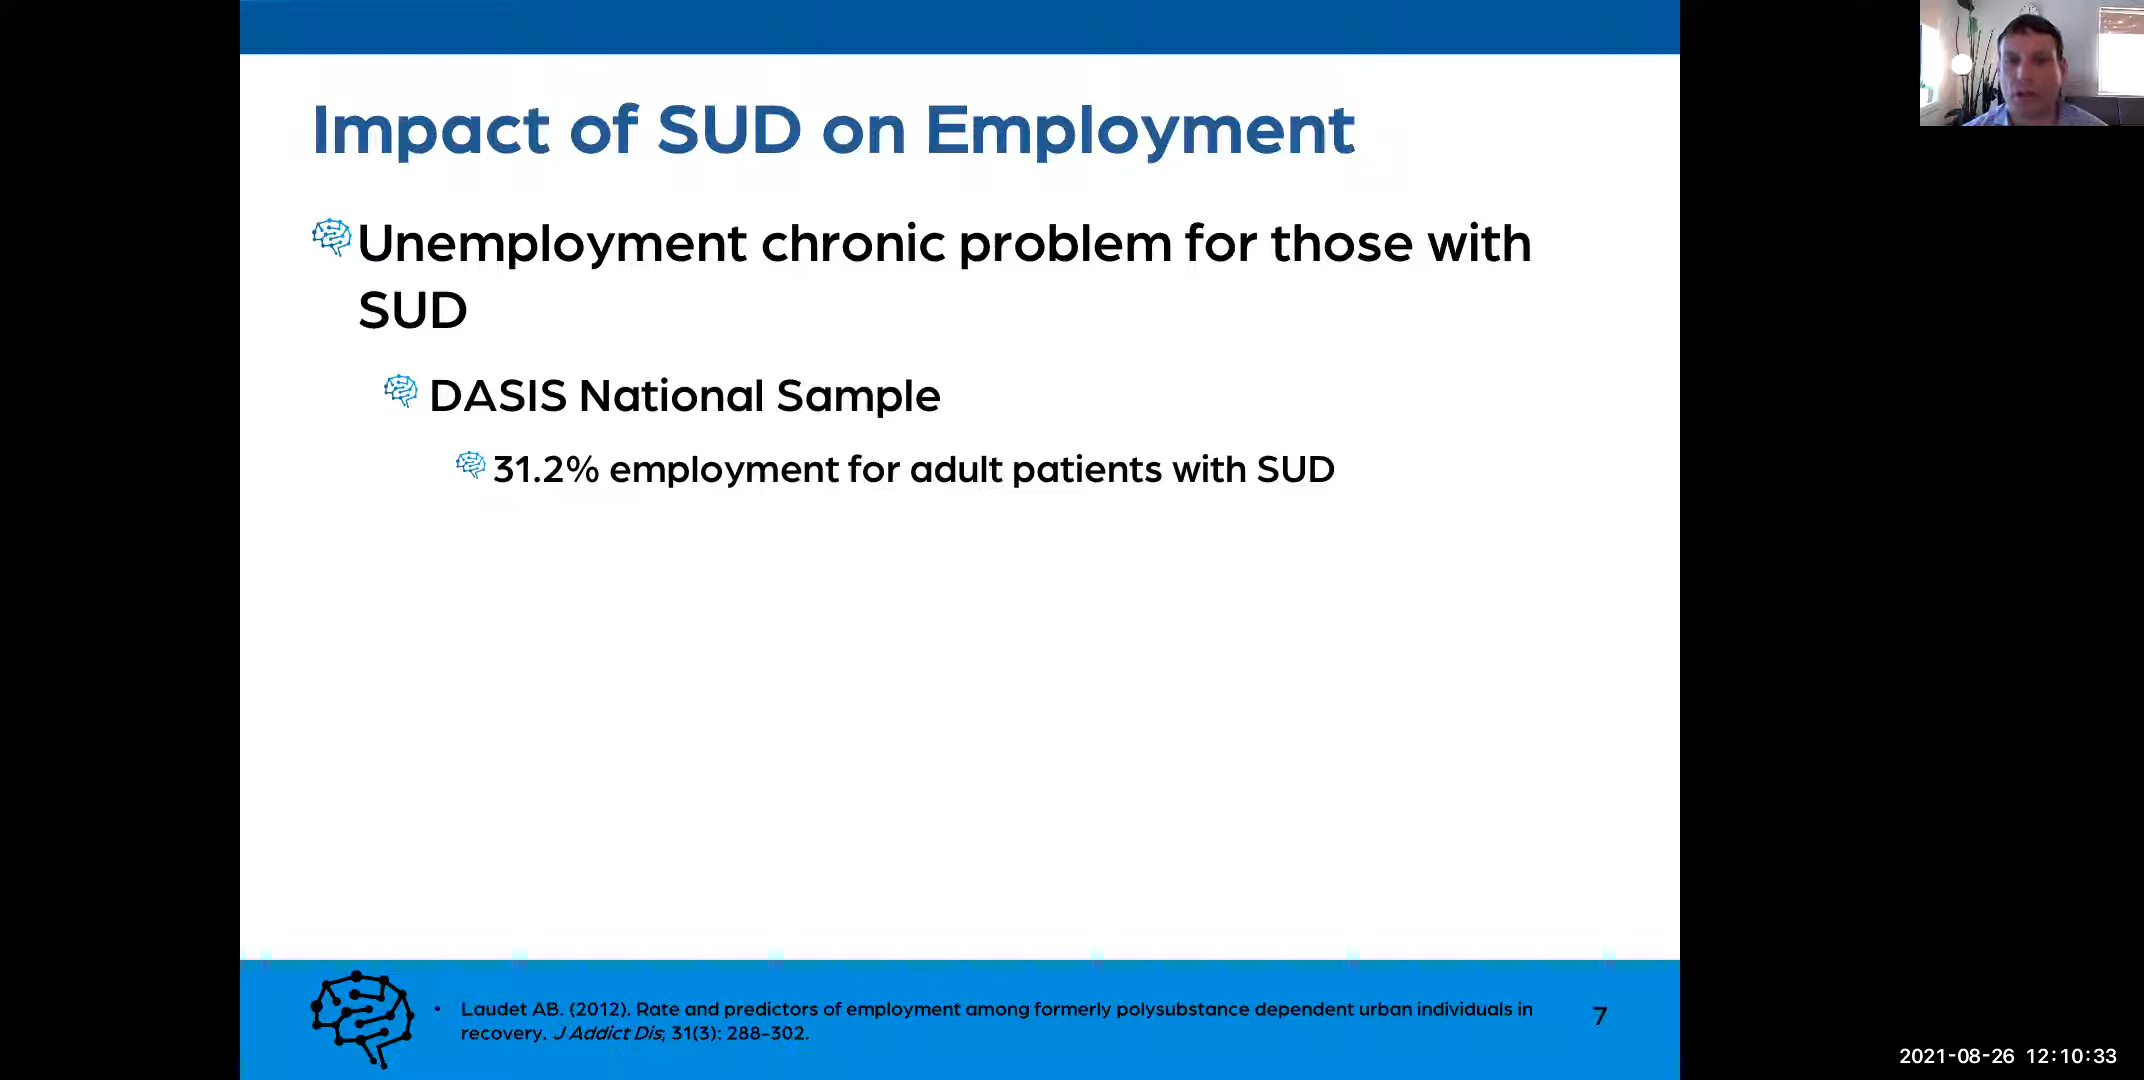 Impact of SUD on Employment
Unemployment chronic problem for those with
SUD
DASIS National Sample
31.2% employment for adult patients with SUD
• Laudet AB. (2012). Rate and predictors of employment among formerly polysubstance dependent urban individuals in
recovery. J Addict Dis; 31(3): 288-302.
7
2021-08-26 12:10:33